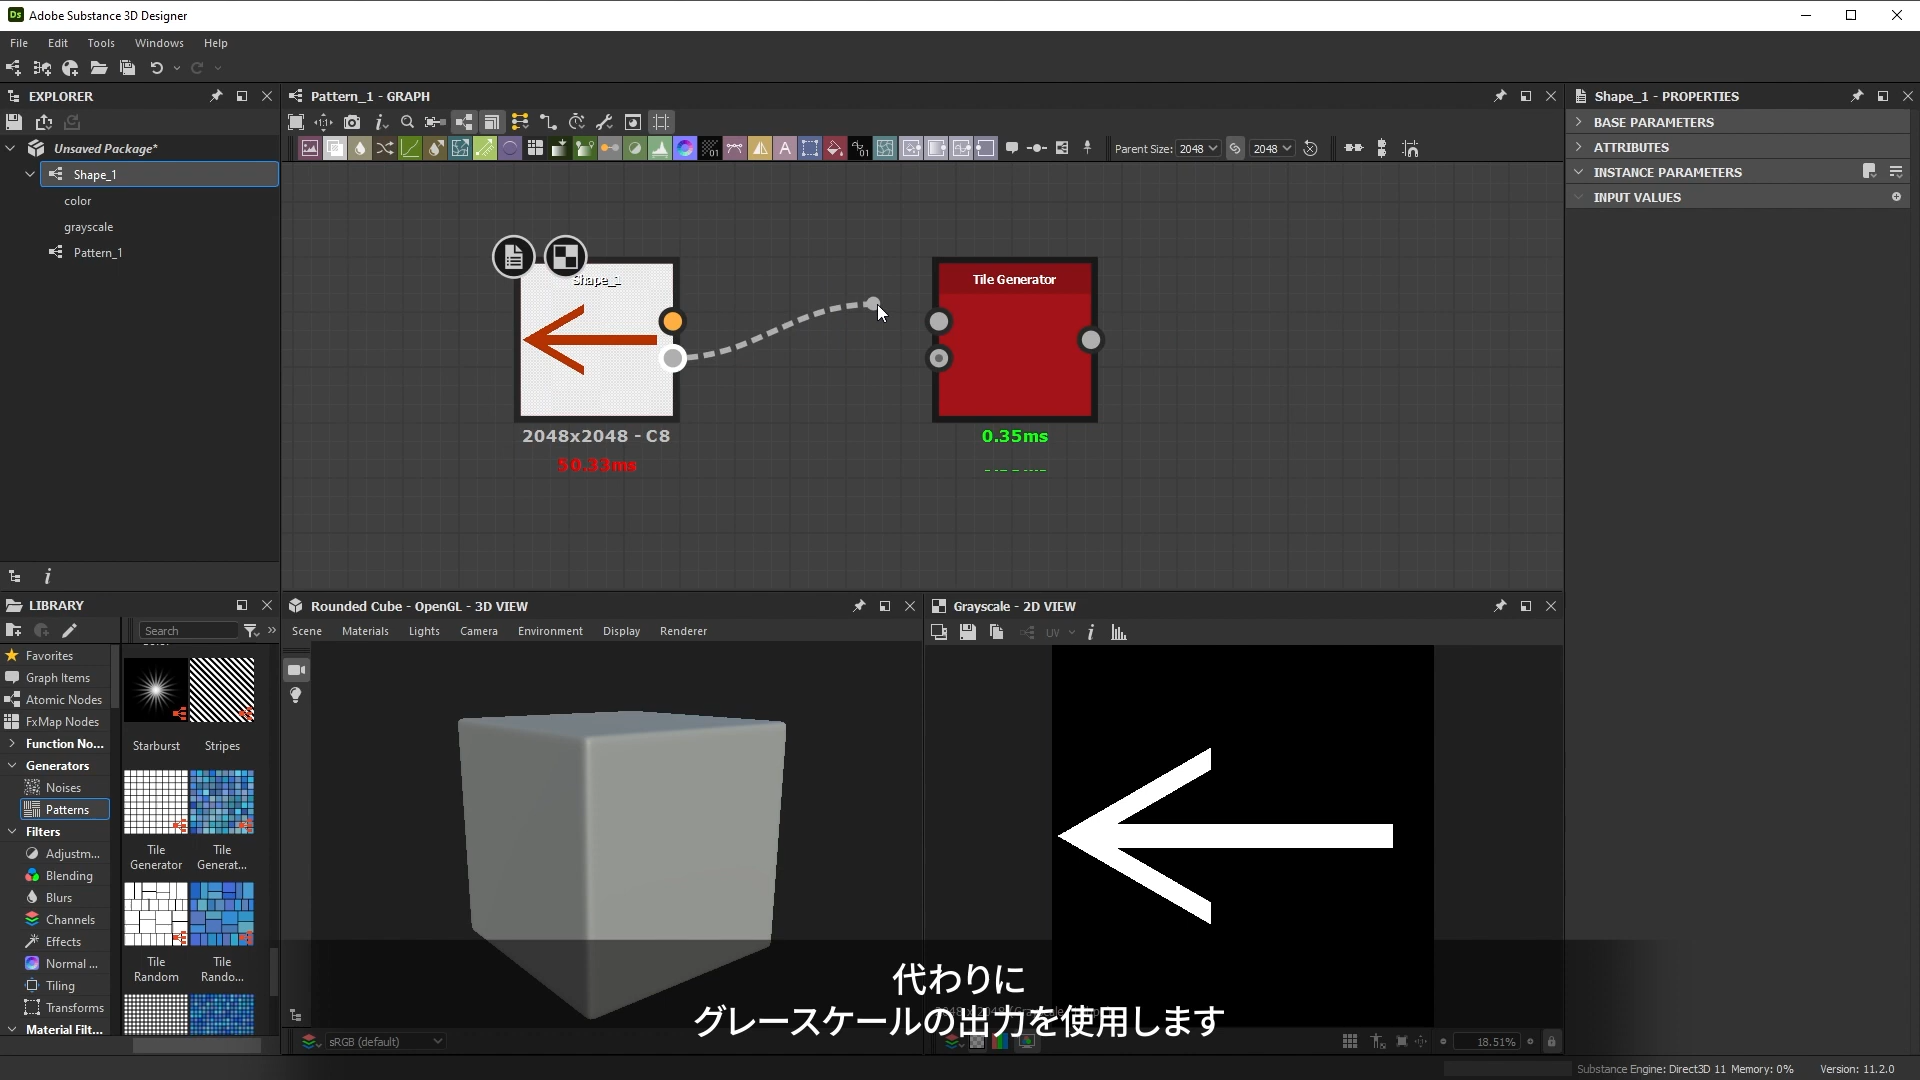 Adobe Substance 3D Designer
File Edit Tools Windows Help
EXPLORER
Unsaved Package*
Shape_1
color
grayscale
Pattern_1
Pattern_1 - GRAPH
Parent Size: 2048 2048
Shape_1
2048x2048 - C8
50.33ms
Tile Generator
0.35ms
Shape_1 - PROPERTIES
BASE PARAMETERS
ATTRIBUTES
INSTANCE PARAMETERS
INPUT VALUES
LIBRARY
Search
Favorites
Graph Items
Atomic Nodes
FxMap Nodes
Function No...
Generators
Noises
Patterns
Filters
Adjustm...
Blending
Blurs
Channels
Effects
Normal ...
Tiling
Transforms
Material Filt...
Starburst
Stripes
Tile Generator
Tile Generat...
Tile Random
Tile Rando...
Rounded Cube - OpenGL - 3D VIEW
Scene Materials Lights Camera Environment Display Renderer
sRGB (default)
Grayscale - 2D VIEW
UV
18.51%
代わりに
グレースケールの出力を使用します
Substance Engine: Direct3D 11 Memory: 0% Version: 11.2.0